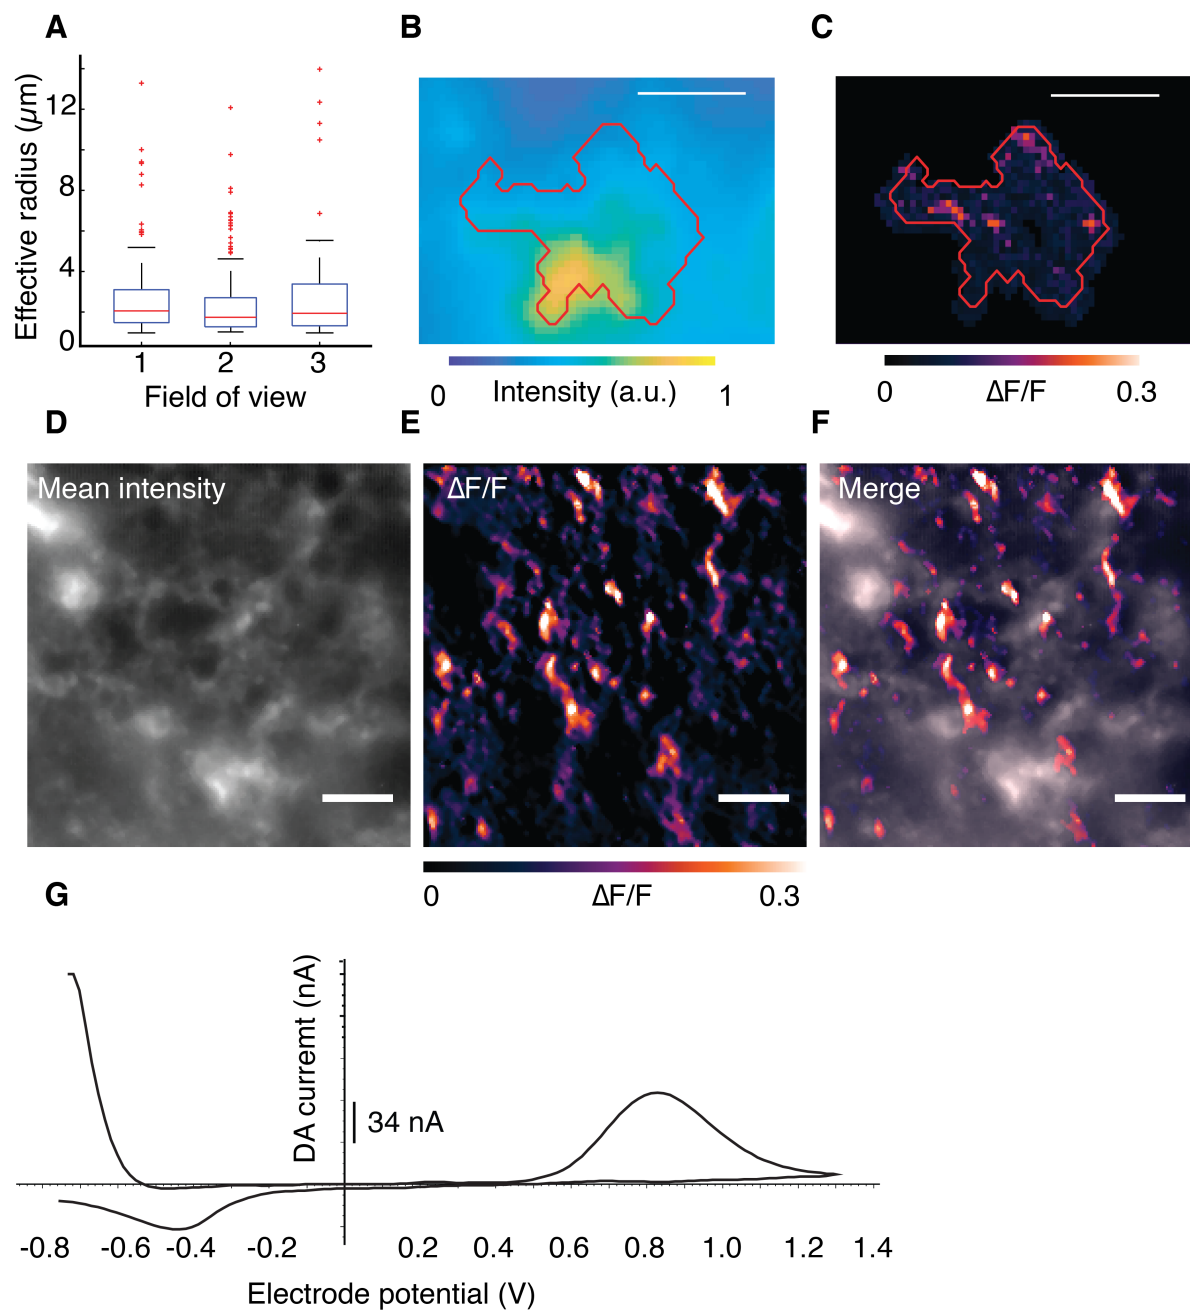 A
B
C
Effective radius (µm)
12
8
4
0
1 2 3
Field of view
0 Intensity (a.u.) 1
0 ΔF/F 0.3
D
E
F
Mean intensity
ΔF/F
Merge
0 ΔF/F 0.3
G
DA curremt (nA)
34 nA
-0.8 -0.6 -0.4 -0.2 0.2 0.4 0.6 0.8 1.0 1.2 1.4
Electrode potential (V)